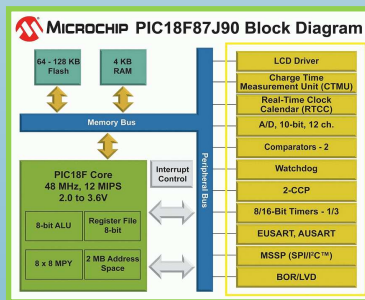 MICROCHIP PIC18F87J90 Block Diagram
64 - 128 KB
Flash
4 KB
RAM
Memory Bus
PIC18F Core
48 MHz, 12 MIPS
2.0 to 3.6V
8-bit ALU
Register File
8-bit
8 x 8 MPY
2 MB Address
Space
Interrupt
Control
Peripheral Bus
LCD Driver
Charge Time
Measurement Unit (CTMU)
Real-Time Clock
Calendar (RTCC)
A/D, 10-bit, 12 ch.
Comparators - 2
Watchdog
2-CCP
8/16-Bit Timers - 1/3
EUSART, AUSART
MSSP (SPI/I²C™)
BOR/LVD